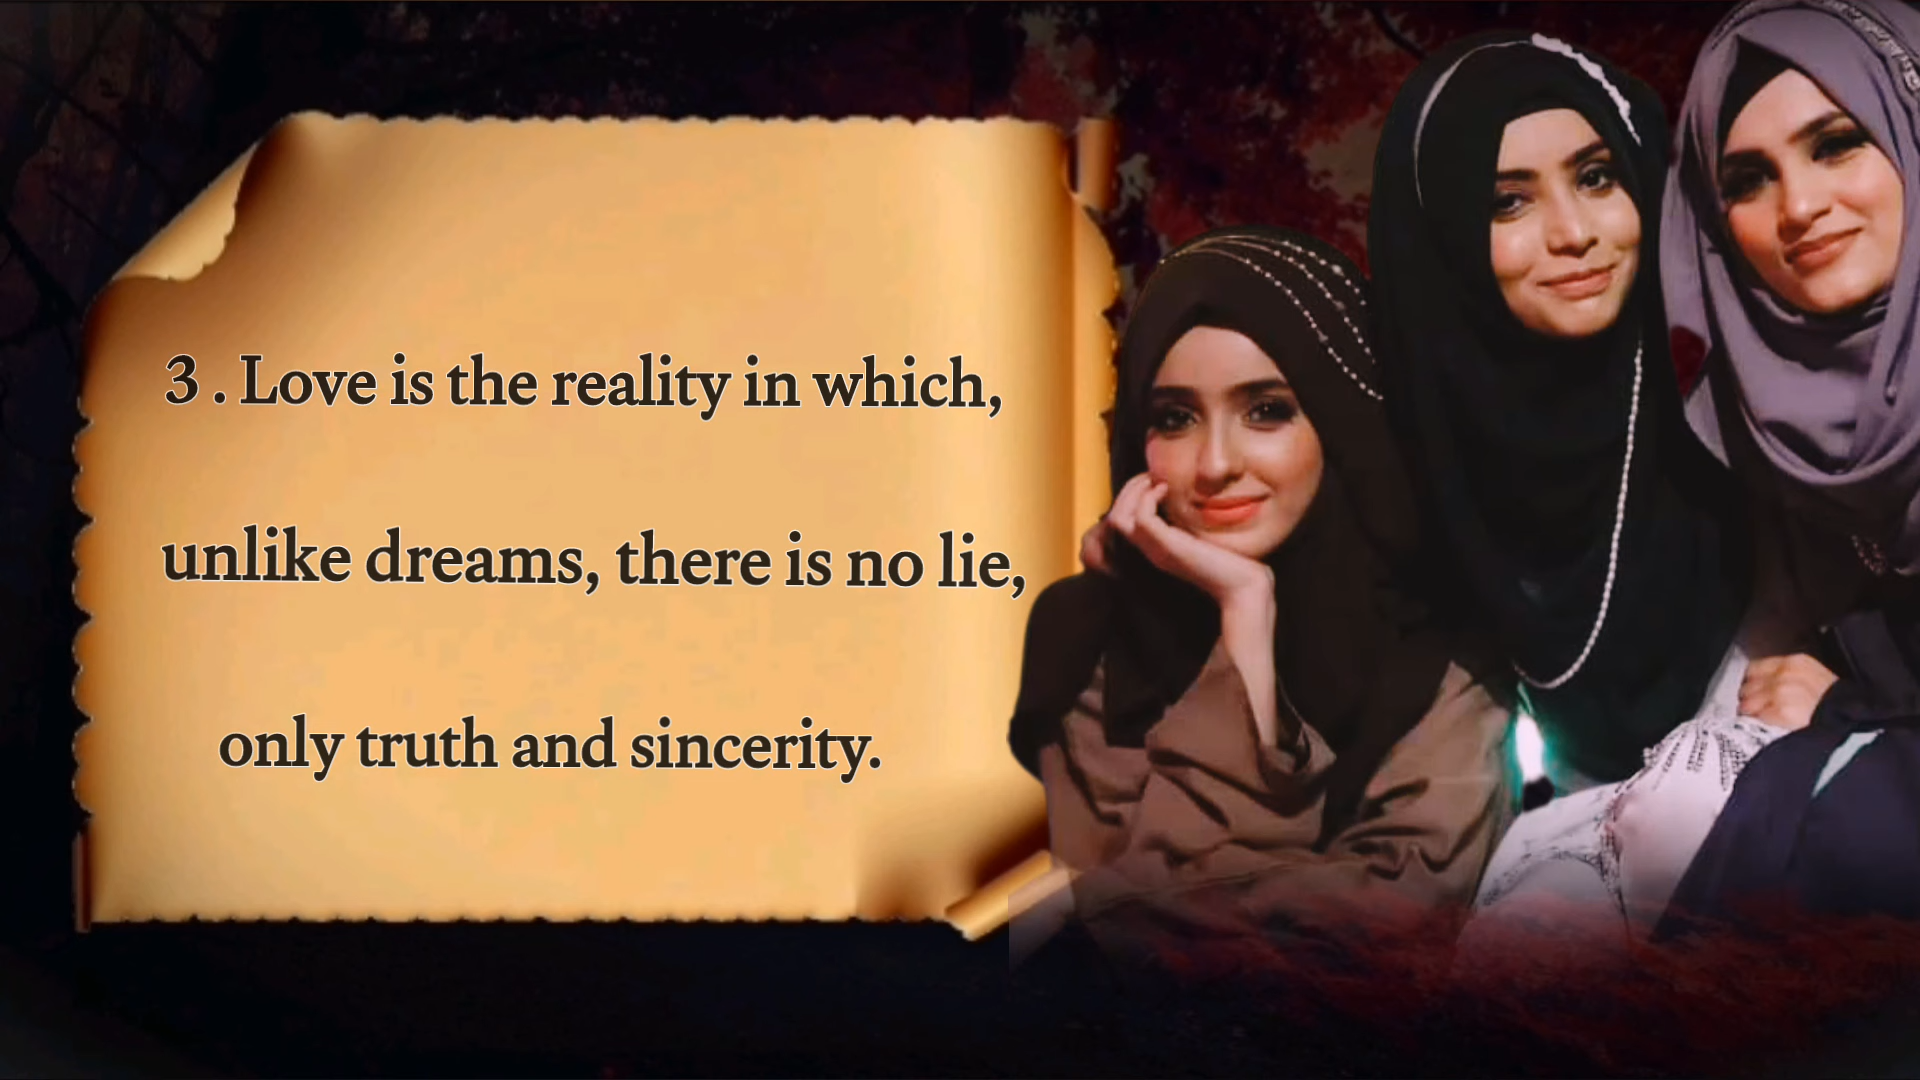 3 . Love is the reality in which,
unlike dreams, there is no lie,
only truth and sincerity.